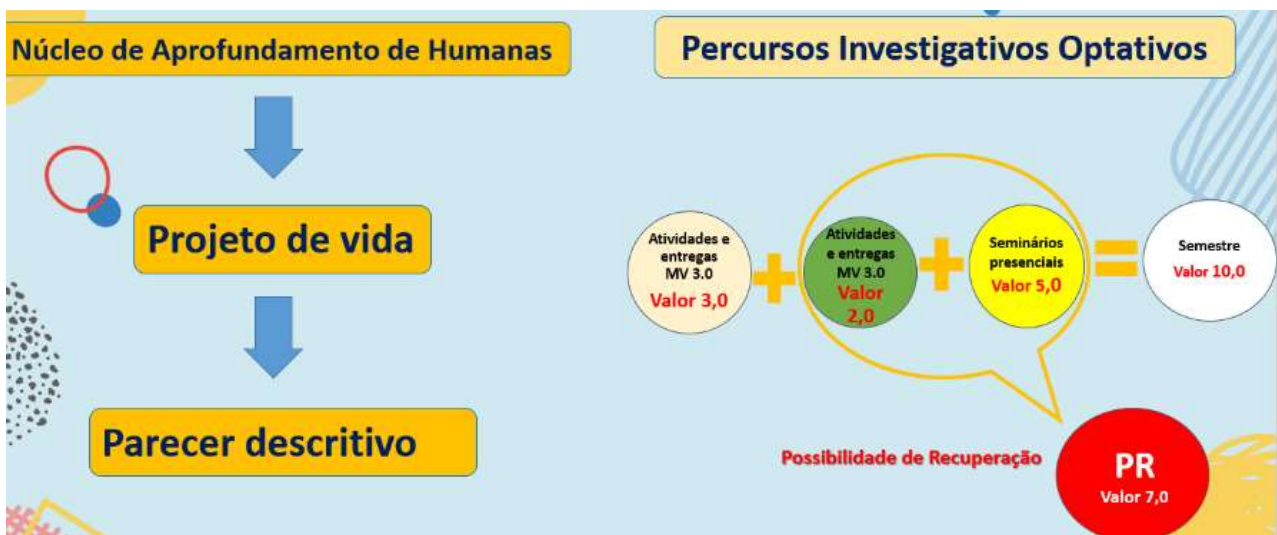 Núcleo de Aprofundamento de Humanas
Projeto de vida
Parecer descritivo
Percursos Investigativos Optativos
Atividades e
entregas
MV 3.0
Valor 3,0
+
Atividades
e entregas
MV 3.0
Valor
2,0
+
Seminários
presenciais
Valor 5,0
=
Semestre
Valor 10,0
Possibilidade de Recuperação
PR
Valor 7,0